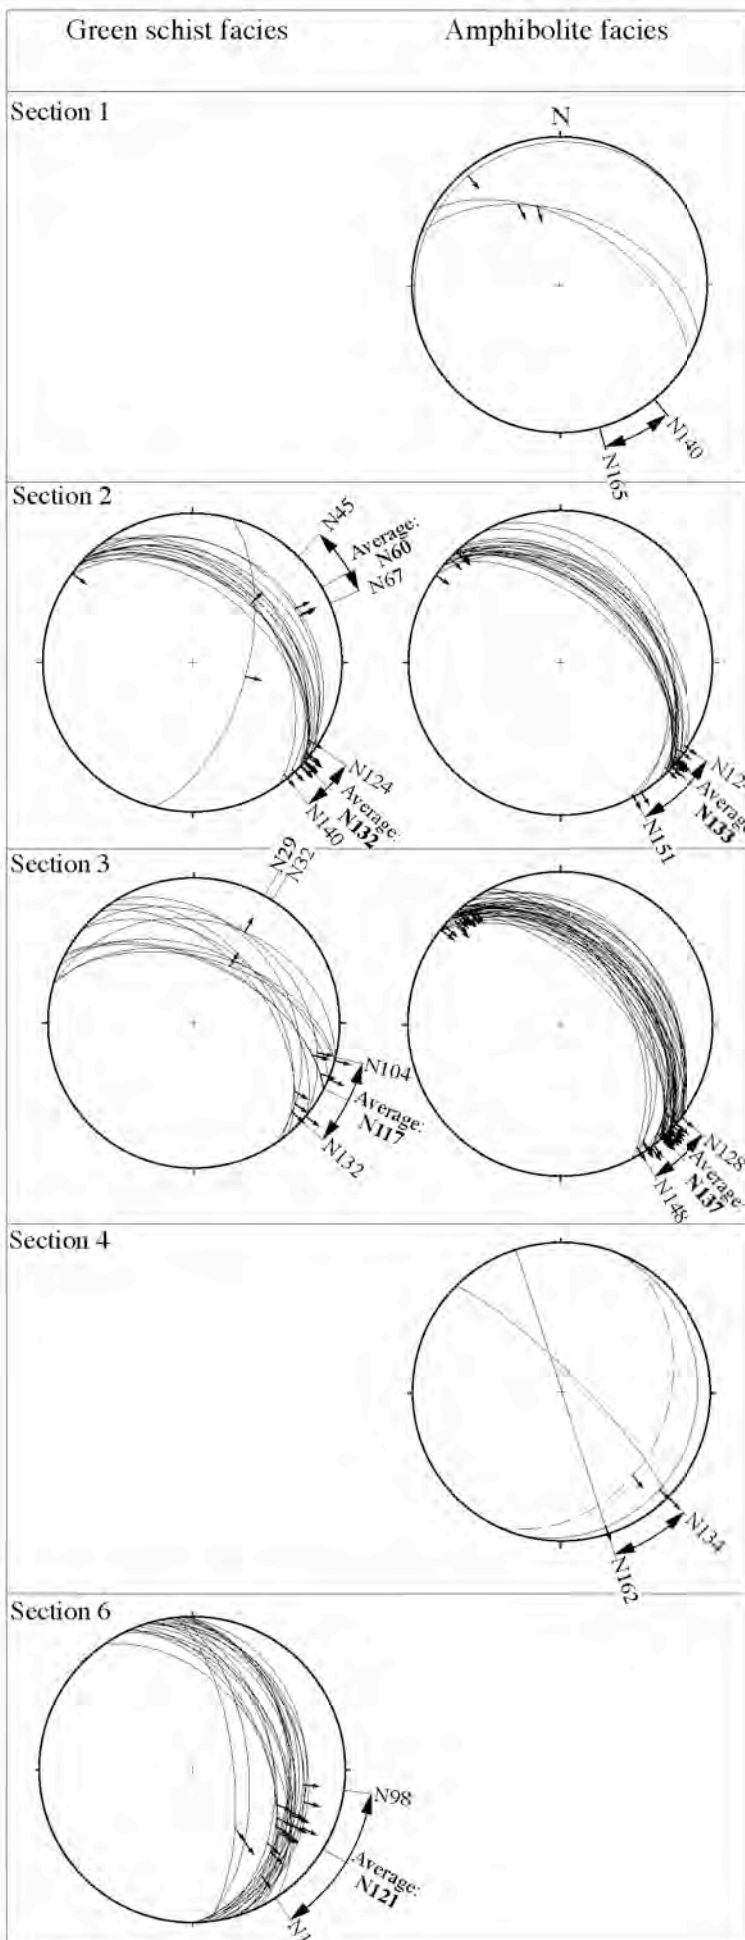 Green schist facies
Amphibolite facies
Section 1
N
N140
N165
Section 2
N45
Average:
N60
N67
N124
Average:
N132
N140
Average:
N133
N151
Section 3
N29
N32
N104
Average:
N117
N132
N128
Average:
N137
N148
Section 4
N134
N162
Section 6
N98
Average:
N121